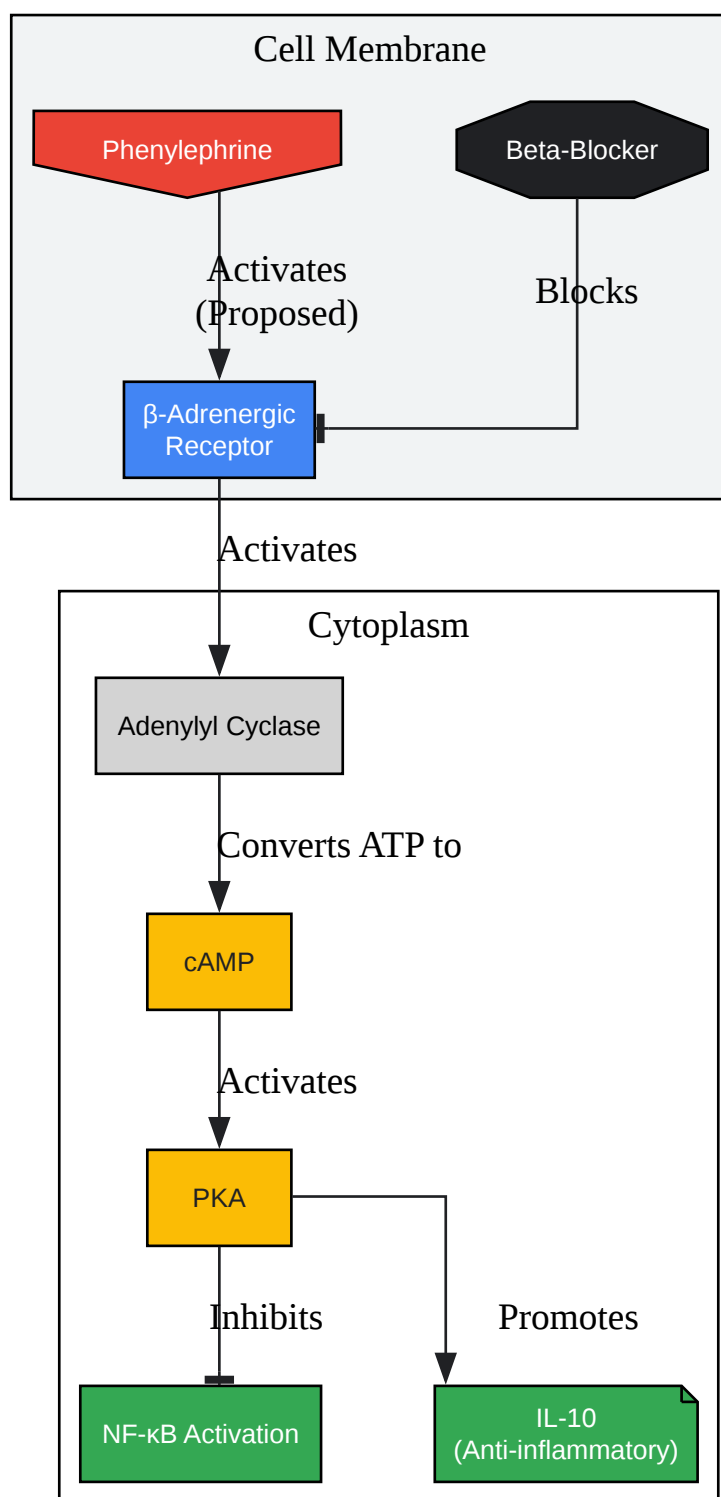 Cell Membrane
Phenylephrine
Beta-Blocker
Activates
(Proposed)
Blocks
β-Adrenergic
Receptor
Activates
Cytoplasm
Adenylyl Cyclase
Converts ATP to
cAMP
Activates
PKA
Inhibits
Promotes
NF-κB Activation
IL-10
(Anti-inflammatory)